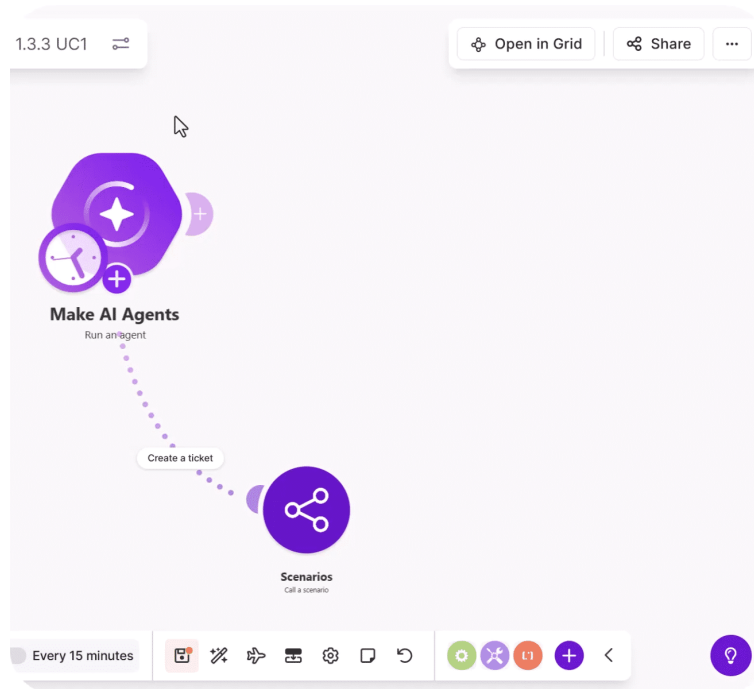 1.3.3 UC1
Open in Grid
Share
Make AI Agents
Run an agent
Create a ticket
Scenarios
Call a scenario
Every 15 minutes